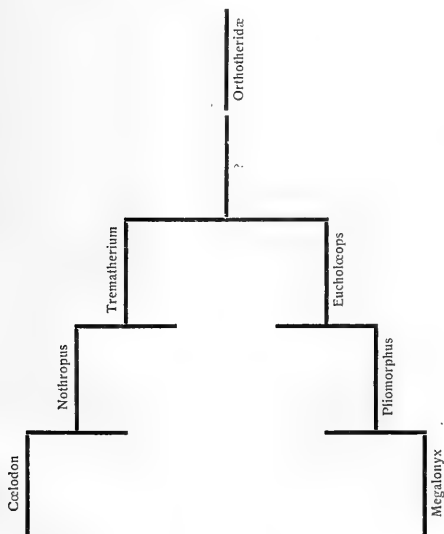 Cœlodon
Nothropus
Trematherium
? Orthotheridæ
Eucholœops
Pliomorphus
Megalonyx